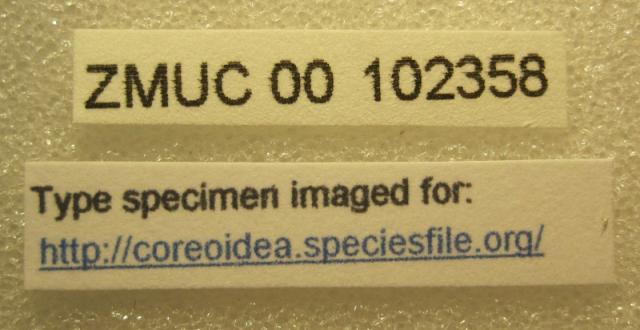 ZMUC 00 102358
Type specimen imaged for:
http://coreoidea.speciesfile.org/